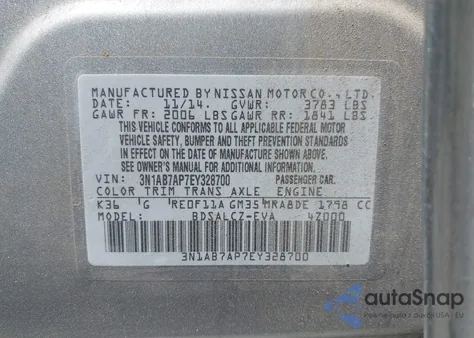 MANUFACTURED BY NISSAN MOTOR CO., LTD.
DATE: 11/14. GVWR: 3783 LBS
GAWR FR: 2006 LBS GAWR RR: 1841 LBS
THIS VEHICLE CONFORMS TO ALL APPLICABLE FEDERAL MOTOR
VEHICLE SAFETY, BUMPER AND THEFT PREVENTION STANDARDS
IN EFFECT ON THE DATE OF MANUFACTURE SHOWN ABOVE.
SEE OWNER'S MANUAL FOR ADDITIONAL INFORMATION.
VIN: 3N1AB7AP7EY328700 PASSENGER CAR.
COLOR TRIM TRANS AXLE ENGINE
K36 G RE0F11A GM35 MRA8DE 1798 CC
MODEL: BDSALCZ-EVA 4Z000
3N1AB7AP7EY328700
autoSnap